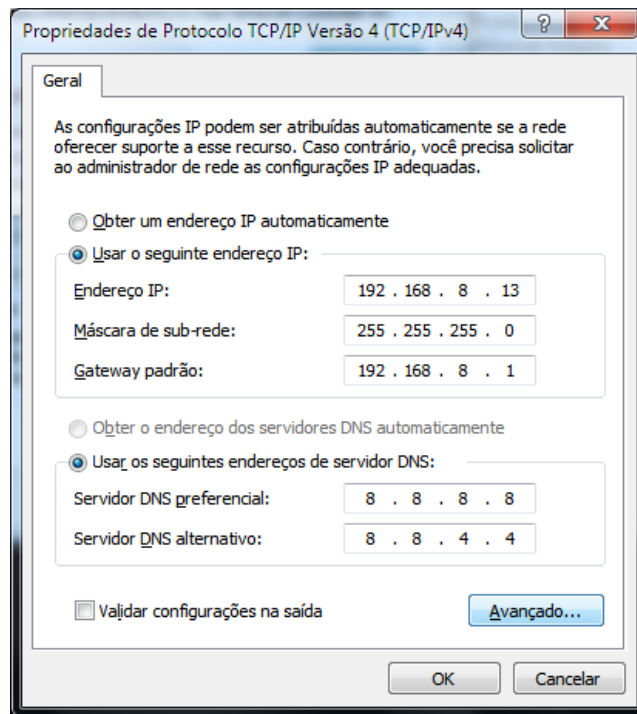 Propriedades de Protocolo TCP/IP Versão 4 (TCP/IPv4)
Geral
As configurações IP podem ser atribuídas automaticamente se a rede
oferecer suporte a esse recurso. Caso contrário, você precisa solicitar
ao administrador de rede as configurações IP adequadas.
Obter um endereço IP automaticamente
Usar o seguinte endereço IP:
Endereço IP: 192 . 168 . 8 . 13
Máscara de sub-rede: 255 . 255 . 255 . 0
Gateway padrão: 192 . 168 . 8 . 1
Obter o endereço dos servidores DNS automaticamente
Usar os seguintes endereços de servidor DNS:
Servidor DNS preferencial: 8 . 8 . 8 . 8
Servidor DNS alternativo: 8 . 8 . 4 . 4
Validar configurações na saída
Avançado...
OK Cancelar